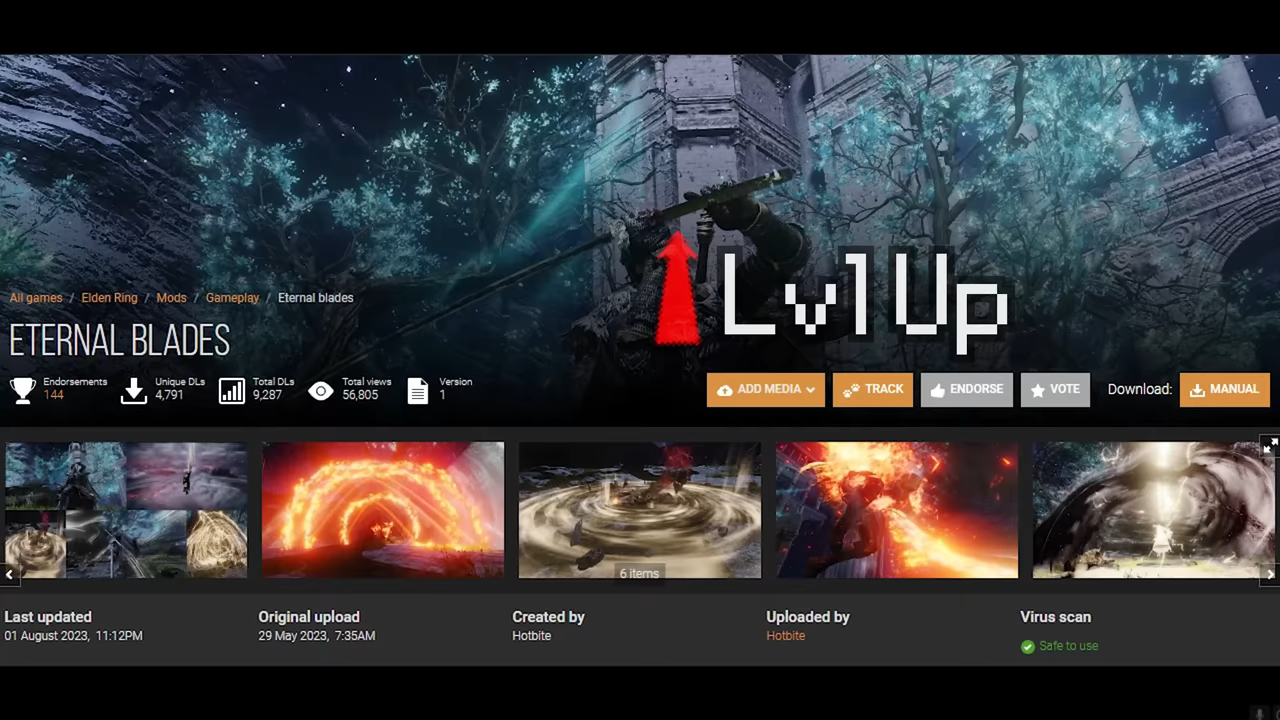 Lvl Up
All games / Elden Ring / Mods / Gameplay / Eternal blades
ETERNAL BLADES
Endorsements
144
Unique DLs
4,791
Total DLs
9,287
Total views
56,805
Version
1
ADD MEDIA
TRACK
ENDORSE
VOTE
Download:
MANUAL
6 items
Last updated
01 August 2023, 11:12PM
Original upload
29 May 2023, 7:35AM
Created by
Hotbite
Uploaded by
Hotbite
Virus scan
Safe to use